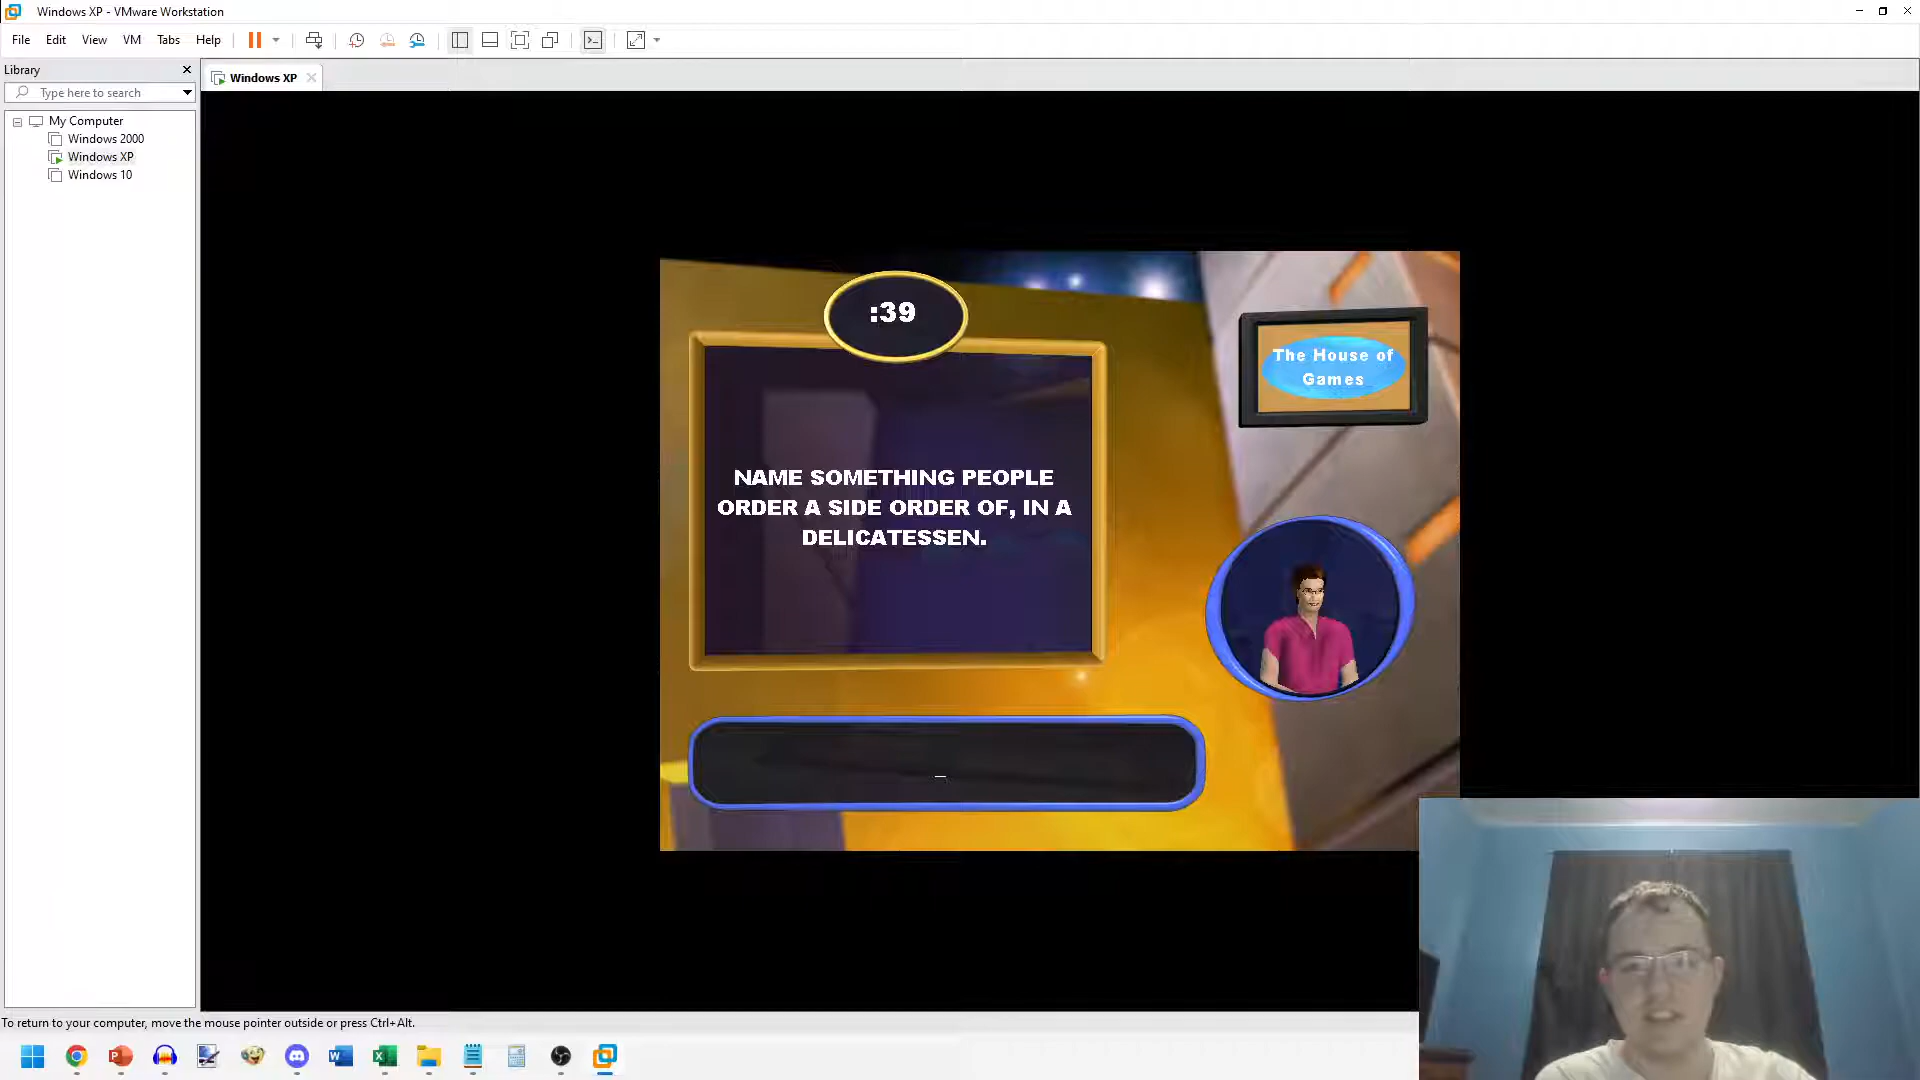 Windows XP - VMware Workstation
File Edit View VM Tabs Help
Library
Type here to search
My Computer
Windows 2000
Windows XP
Windows 10
Windows XP
:39
The House of
Games
NAME SOMETHING PEOPLE
ORDER A SIDE ORDER OF, IN A
DELICATESSEN.
To return to your computer, move the mouse pointer outside or press Ctrl+Alt.